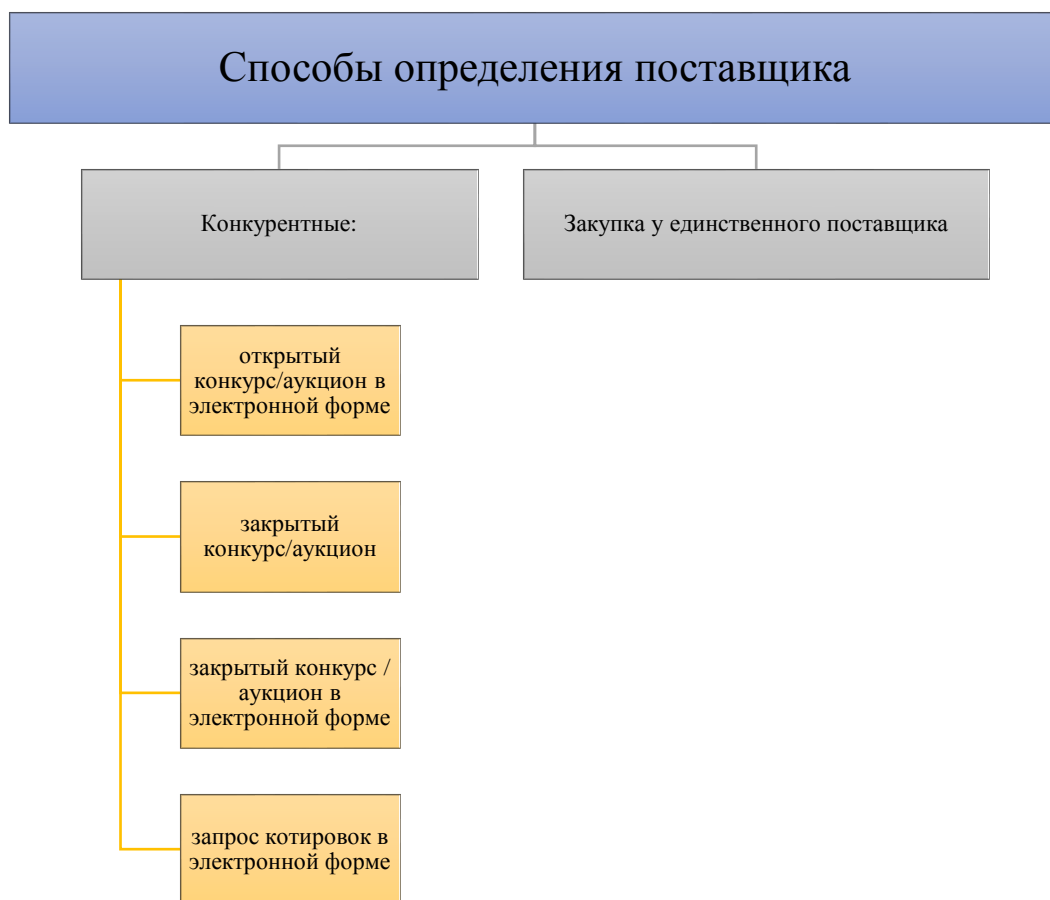 Способы определения поставщика
Конкурентные:
Закупка у единственного поставщика
открытый
конкурс/аукцион в
электронной форме
закрытый
конкурс/аукцион
закрытый конкурс /
аукцион в
электронной форме
запрос котировок в
электронной форме